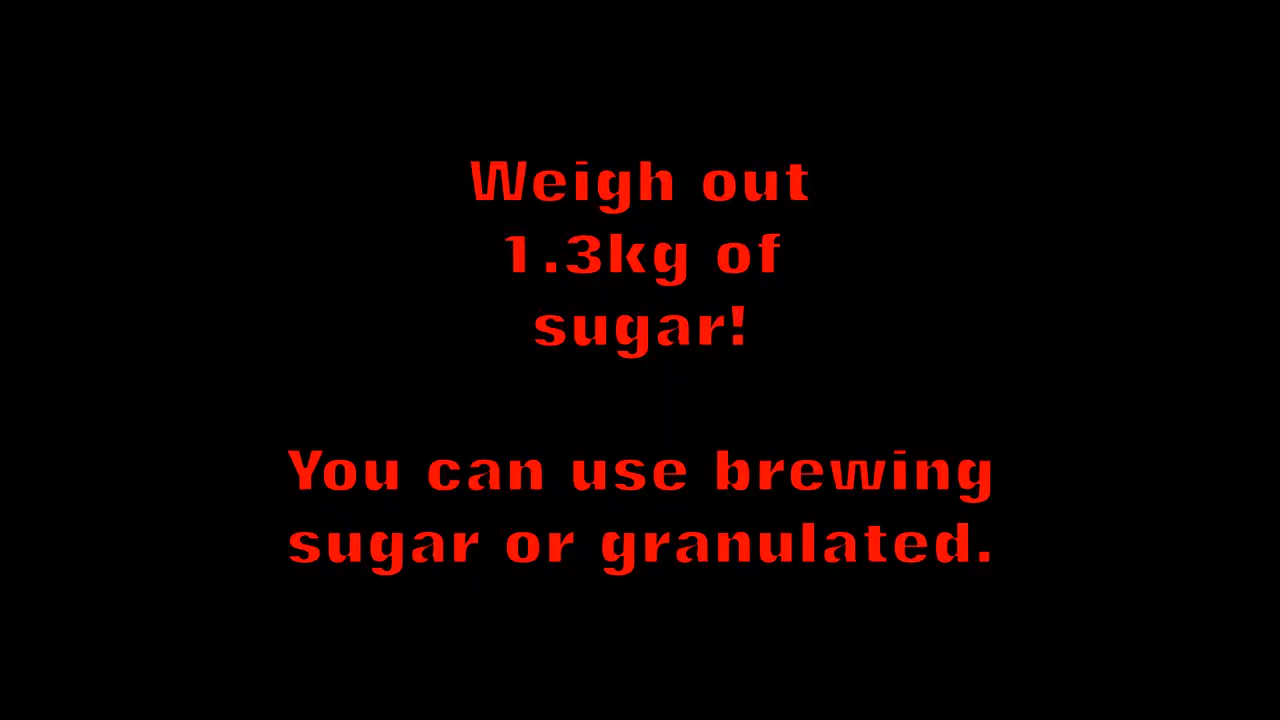 Weigh out
1.3kg of
sugar!
You can use brewing
sugar or granulated.